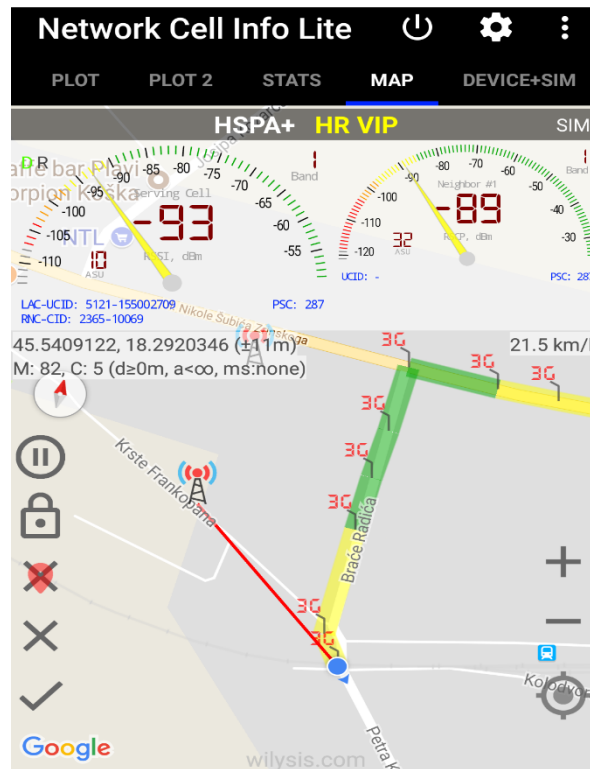 Network Cell Info Lite
PLOT PLOT 2 STATS MAP DEVICE+SIM
HSPA+ HR VIP SIM
D R
bar Plavi
Koška
NTL
Serving Cell
-110 -105 -100 -95 -90 -85 -80 -75 -70 -65 -60 -55
-93
RSSI, dBm
10
ASU
1
Band
LAC-UCID: 5121-155002709 PSC: 287
RNC-CID: 2365-10069
Neighbor #1
-120 -110 -100 -90 -80 -70 -60 -50 -40 -30
-89
RSCP, dBm
32
ASU
1
Band
UCID: - PSC: 287
Nikole Šubića
45.5409122, 18.2920346 (±11m) 21.5 km/
M: 82, C: 5 (d≥0m, a<∞, ms:none)
3G
3G
3G
3G
3G
3G
3G
3G
Krste Frankopana
Braće Radića
Petra
Google
wilysis.com